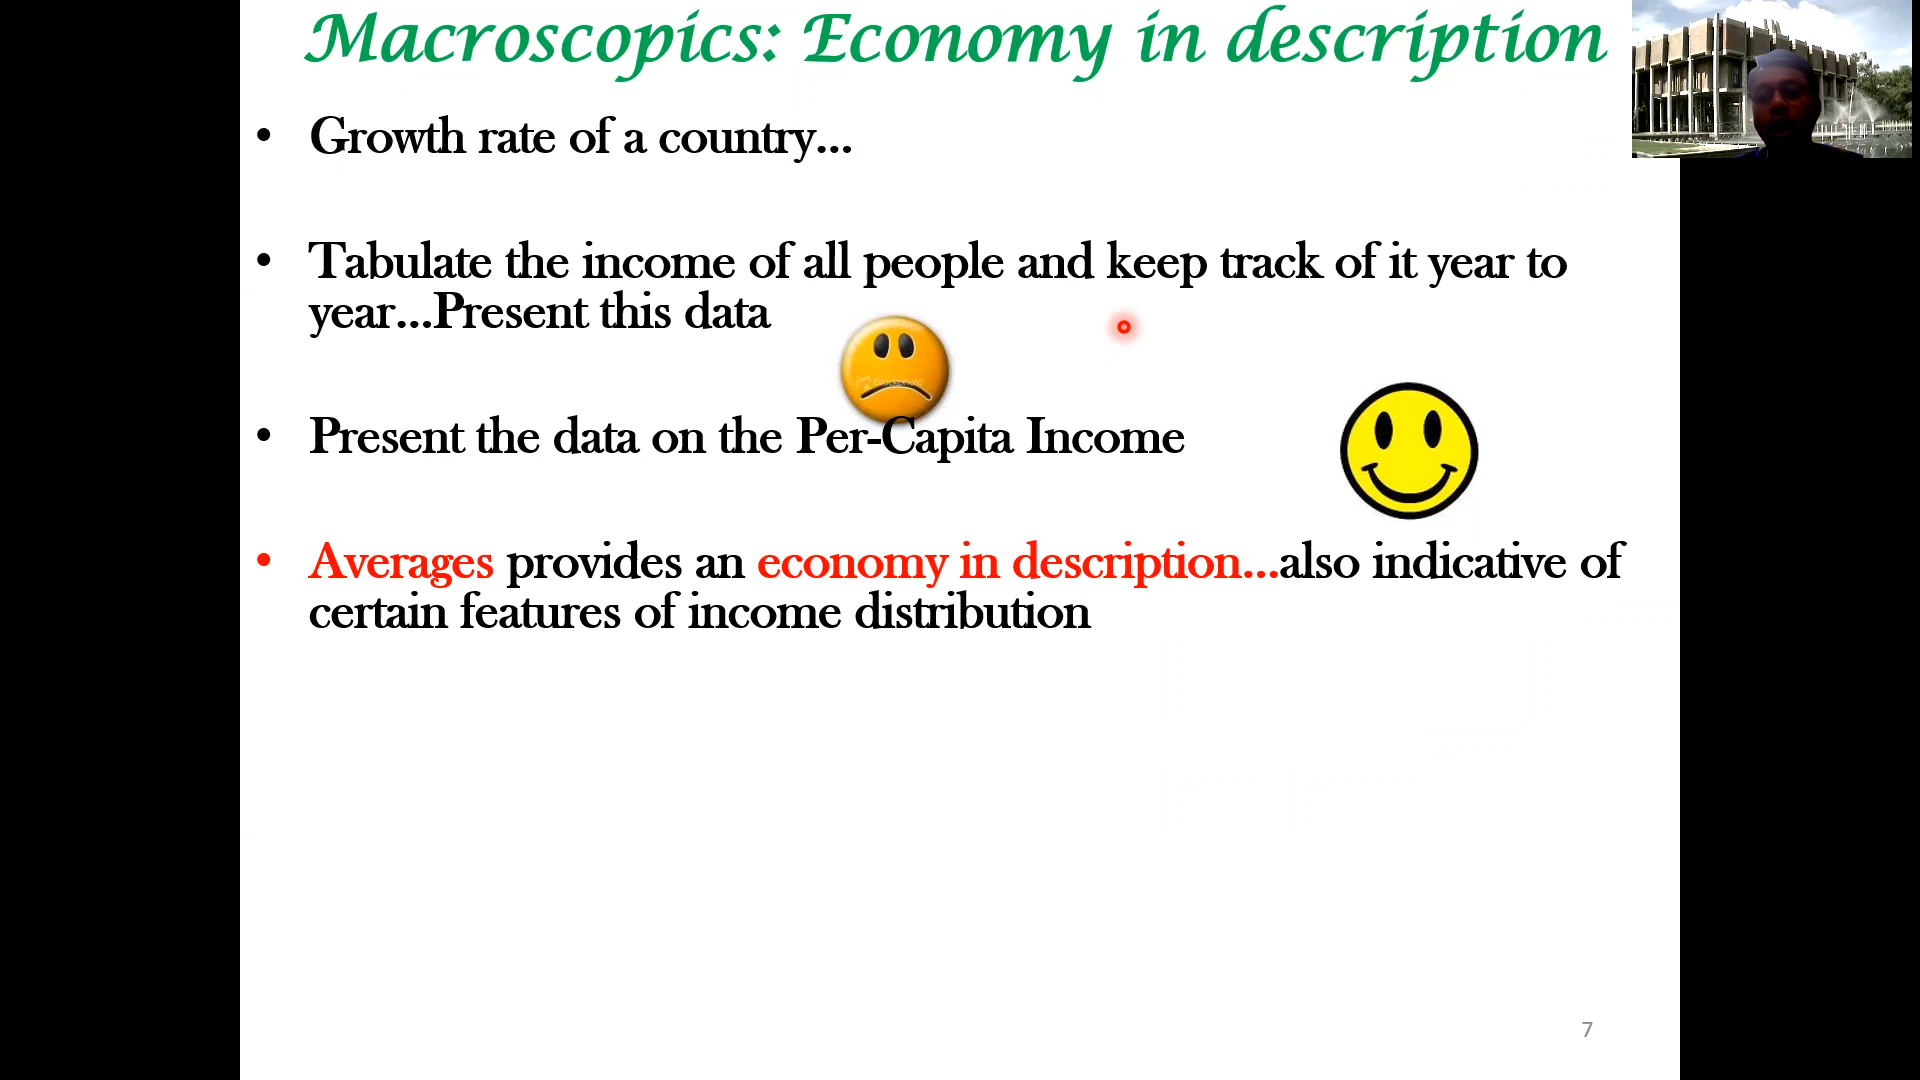 Macroscopics: Economy in description
• Growth rate of a country...
• Tabulate the income of all people and keep track of it year to
year...Present this data
• Present the data on the Per-Capita Income
• Averages provides an economy in description...also indicative of
certain features of income distribution
7